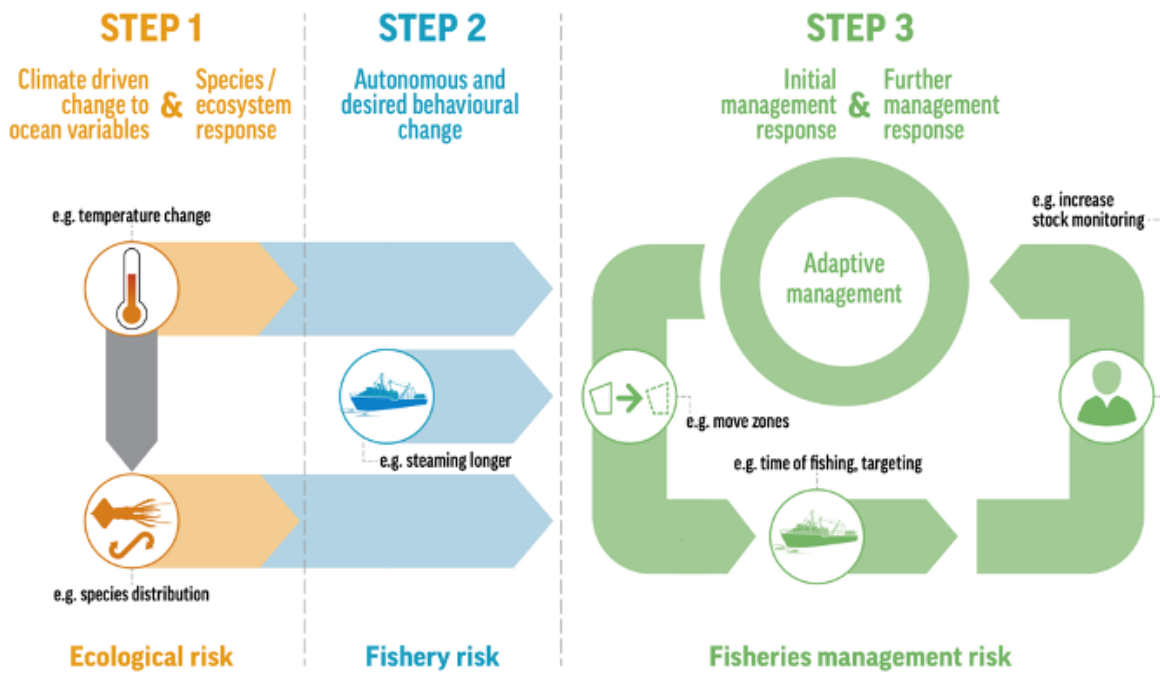 STEP 1
Climate driven
change to
ocean variables
&
Species /
ecosystem
response
e.g. temperature change
e.g. species distribution
Ecological risk
STEP 2
Autonomous and
desired behavioural
change
e.g. steaming longer
Fishery risk
STEP 3
Initial
management
response
&
Further
management
response
e.g. increase
stock monitoring
Adaptive
management
e.g. move zones
e.g. time of fishing, targeting
Fisheries management risk